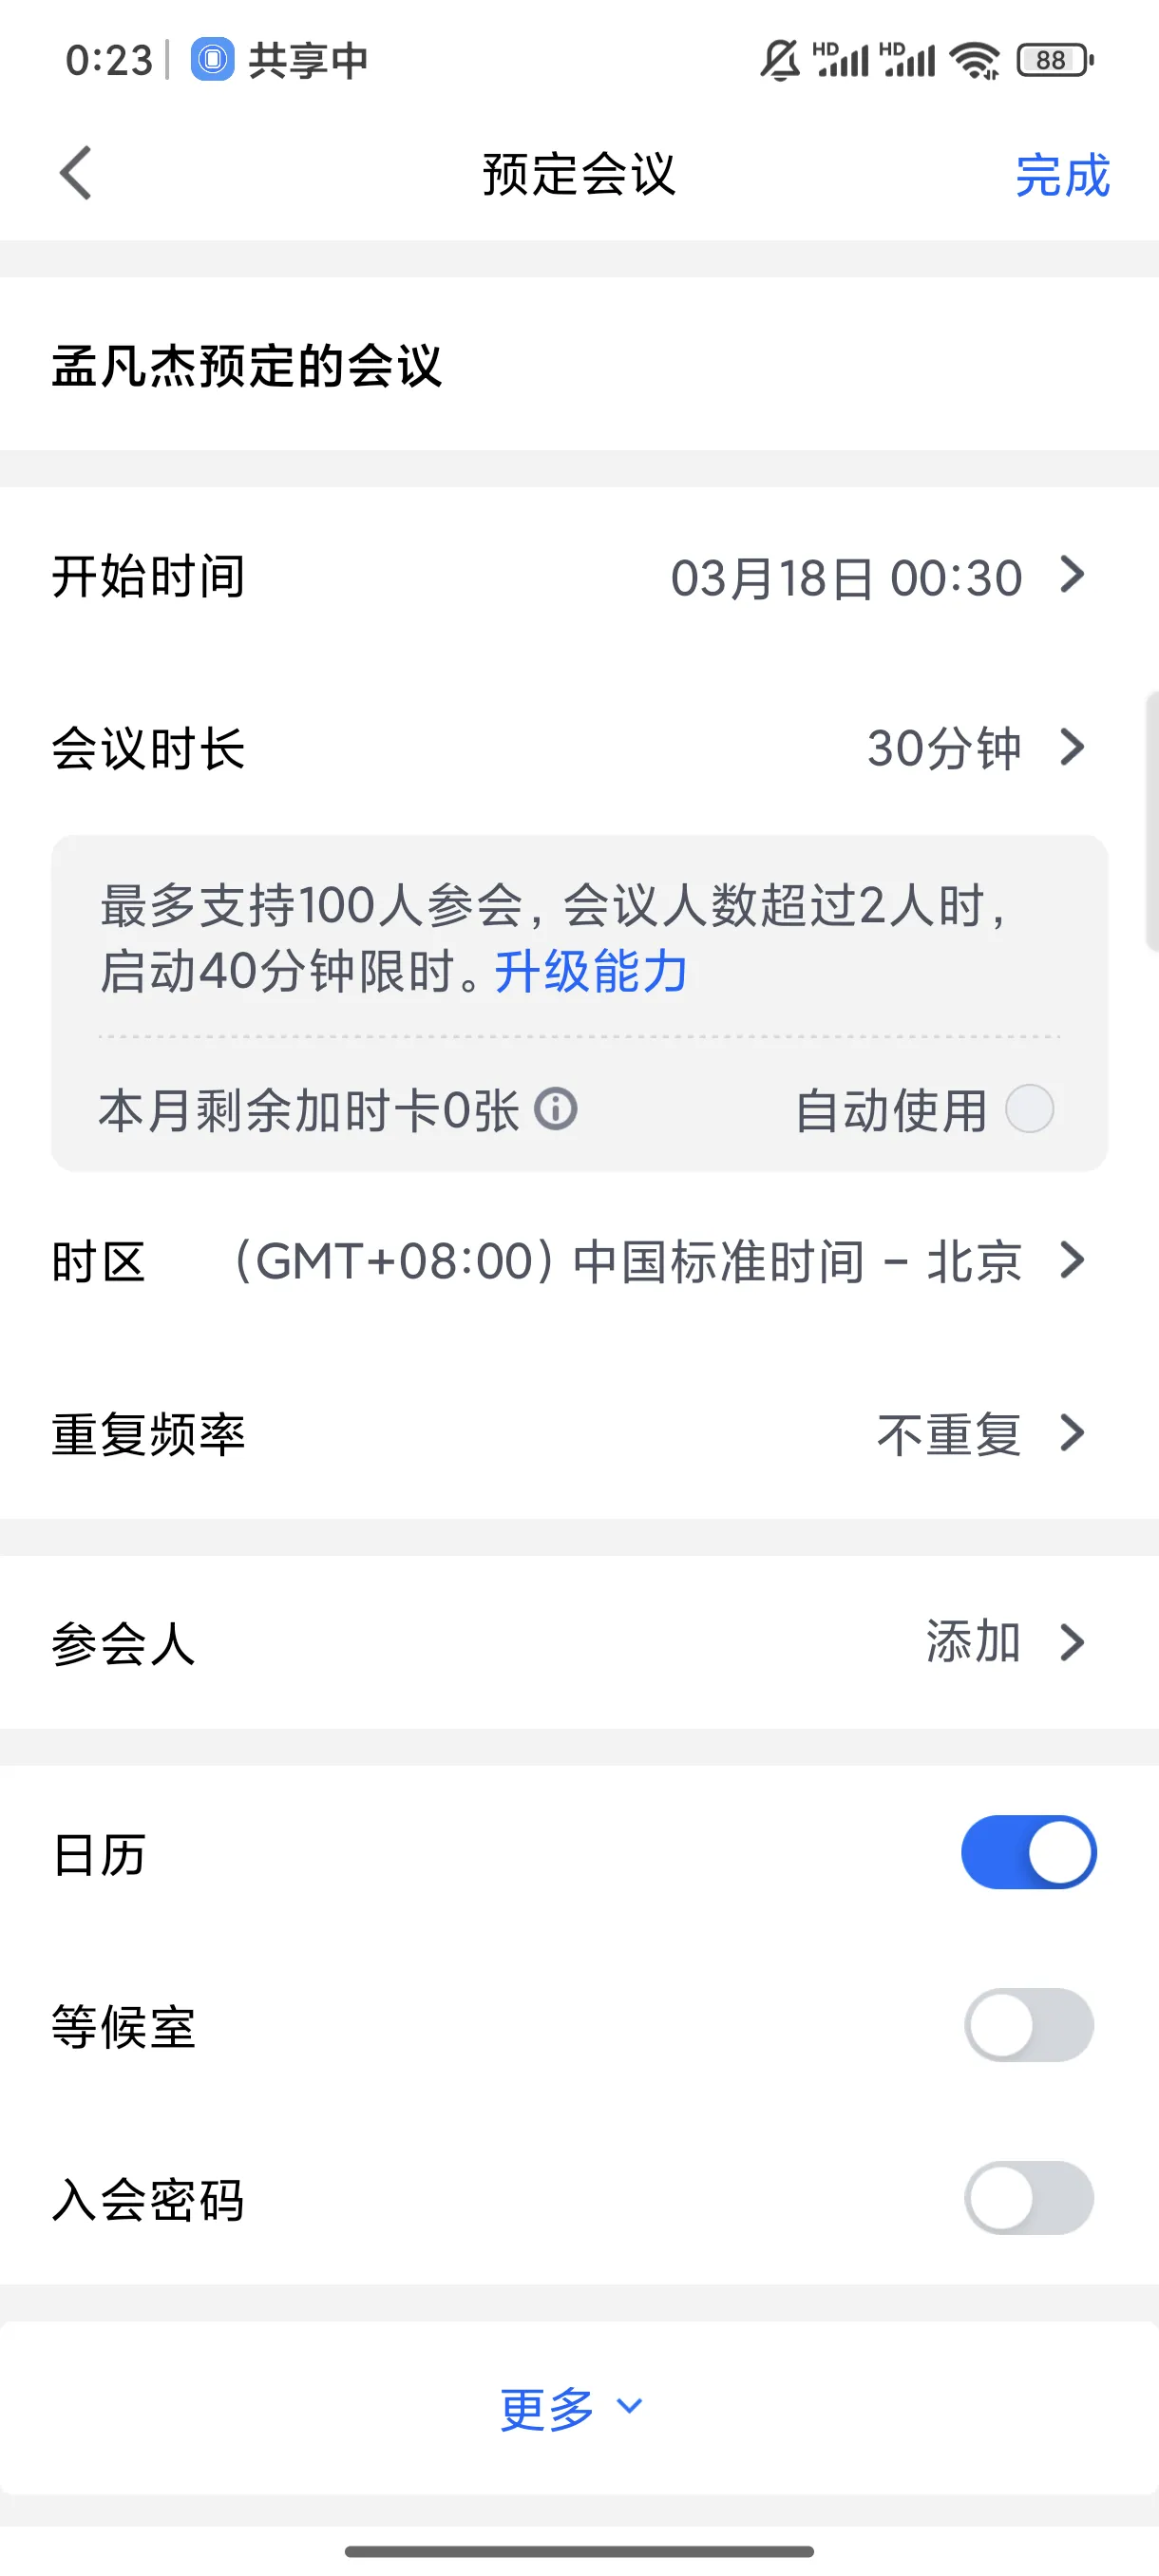 0:23 共享中 HD HD 88
预定会议 完成
孟凡杰预定的会议
开始时间 03月18日 00:30
会议时长 30分钟
最多支持100人参会，会议人数超过2人时，
启动40分钟限时。升级能力
本月剩余加时卡0张 自动使用
时区 （GMT+08:00）中国标准时间 – 北京
重复频率 不重复
参会人 添加
日历
等候室
入会密码
更多